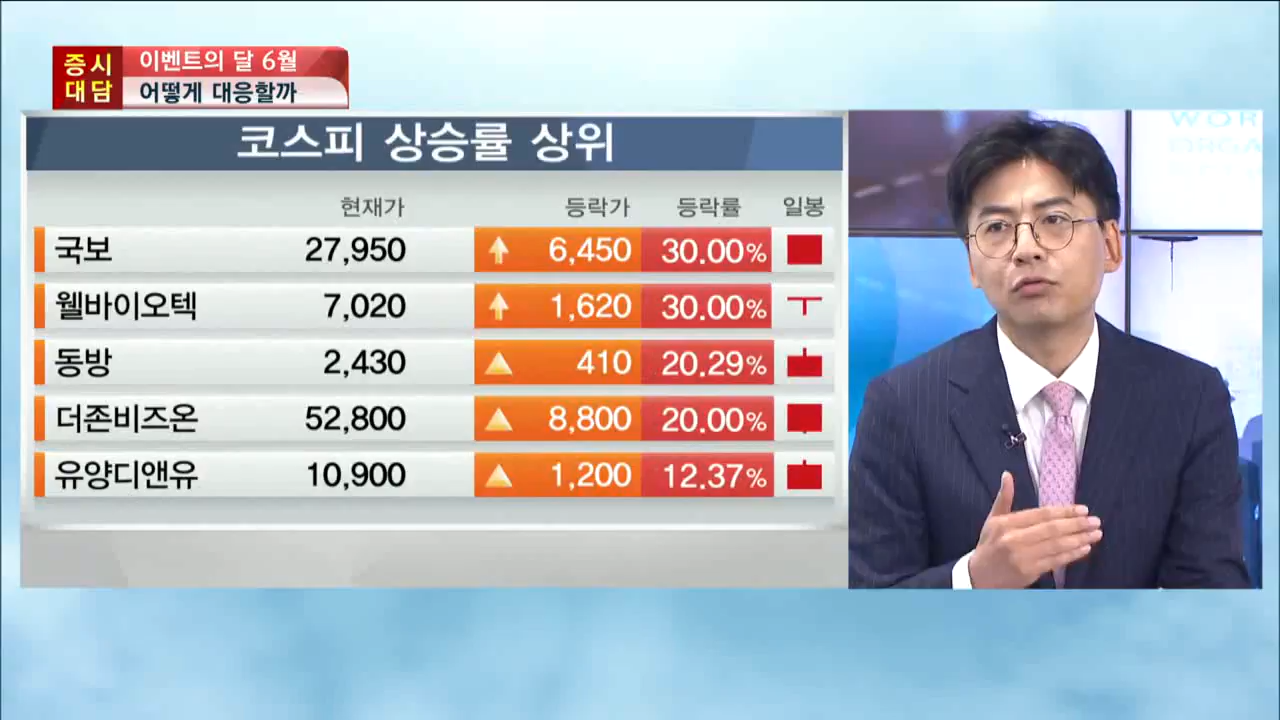 증시
대담
이벤트의 달 6월
어떻게 대응할까
코스피 상승률 상위
현재가 등락가 등락률 일봉
국보 27,950 6,450 30.00%
웰바이오텍 7,020 1,620 30.00%
동방 2,430 410 20.29%
더존비즈온 52,800 8,800 20.00%
유양디앤유 10,900 1,200 12.37%
WOR
ORGA